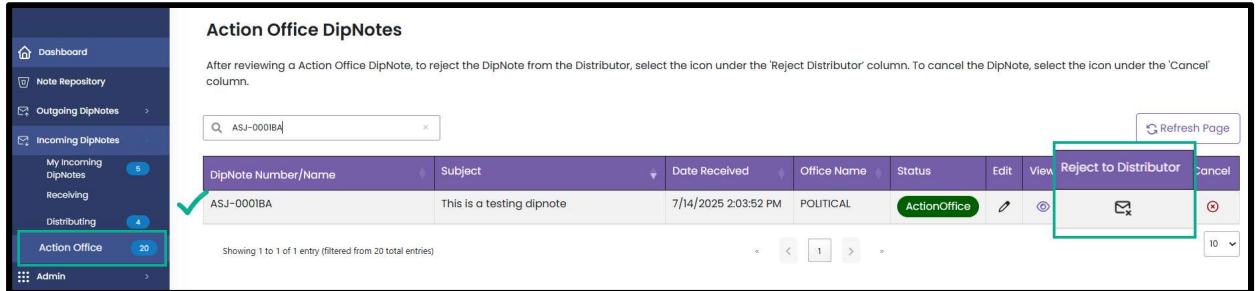 Action Office DipNotes
Dashboard
After reviewing a Action Office DipNote, to reject the DipNote from the Distributor, select the icon under the 'Reject Distributor' column. To cancel the DipNote, select the icon under the 'Cancel'
column.
Note Repository
Outgoing DipNotes
Incoming DipNotes
My Incoming
DipNotes 5
Receiving
Distributing 4
Action Office 20
Admin
ASJ-0001BA
Refresh Page
DipNote Number/Name Subject Date Received Office Name Status Edit View Reject to Distributor Cancel
ASJ-0001BA This is a testing dipnote 7/14/2025 2:03:52 PM POLITICAL ActionOffice
Showing 1 to 1 of 1 entry (filtered from 20 total entries) « < 1 > » 10